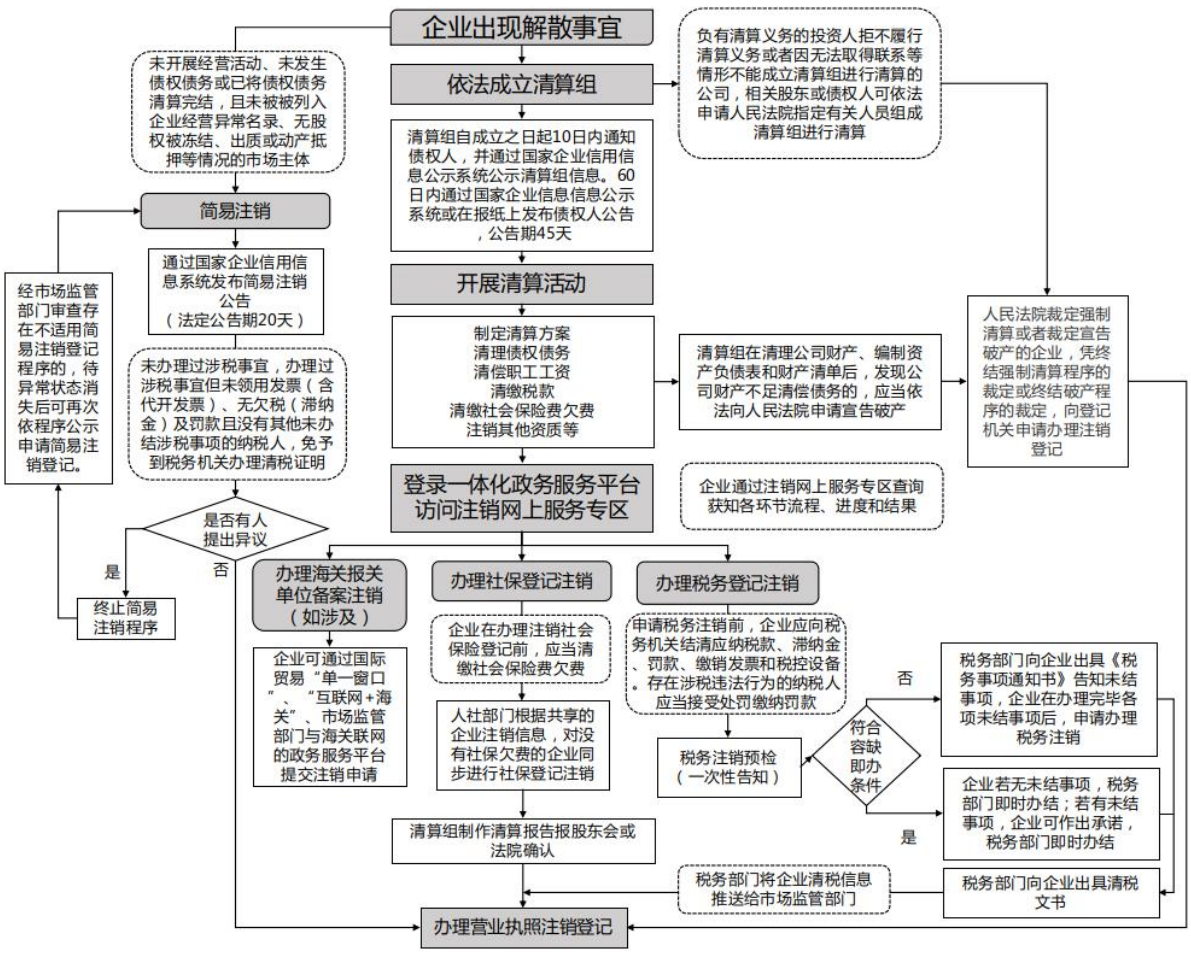 企业出现解散事宜
未开展经营活动、未发生
债权债务或已将债权债务
清算完结，且未被被列入
企业经营异常名录、无股
权被冻结、出质或动产抵
押等情况的市场主体
依法成立清算组
负有清算义务的投资人拒不履行
清算义务或者因无法取得联系等
情形不能成立清算组进行清算的
公司，相关股东或债权人可依法
申请人民法院指定有关人员组成
清算组进行清算
清算组自成立之日起10日内通知
债权人，并通过国家企业信用信
息公示系统公示清算组信息。60
日内通过国家企业信息信息公示
系统或在报纸上发布债权人公告
，公告期45天
简易注销
通过国家企业信用信
息系统发布简易注销
公告
（法定公告期20天）
经市场监管
部门审查存
在不适用简
易注销登记
程序的，待
异常状态消
失后可再次
依程序公示
申请简易注
销登记。
未办理过涉税事宜，办理过
涉税事宜但未领用发票（含
代开发票）、无欠税（滞纳
金）及罚款且没有其他未办
结涉税事项的纳税人，免予
到税务机关办理清税证明
是否有人
提出异议
是
否
终止简易
注销程序
开展清算活动
制定清算方案
清理债权债务
清偿职工工资
清缴税款
清缴社会保险费欠费
注销其他资质等
清算组在清理公司财产、编制资
产负债表和财产清单后，发现公
司财产不足清偿债务的，应当依
法向人民法院申请宣告破产
人民法院裁定强制
清算或者裁定宣告
破产的企业，凭终
结强制清算程序的
裁定或终结破产程
序的裁定，向登记
机关申请办理注销
登记
登录一体化政务服务平台
访问注销网上服务专区
企业通过注销网上服务专区查询
获知各环节流程、进度和结果
办理海关报关
单位备案注销
（如涉及）
企业可通过国际
贸易“单一窗口
”、“互联网+海
关”、市场监管
部门与海关联网
的政务服务平台
提交注销申请
办理社保登记注销
企业在办理注销社会
保险登记前，应当清
缴社会保险费欠费
人社部门根据共享的
企业注销信息，对没
有社保欠费的企业同
步进行社保登记注销
办理税务登记注销
申请税务注销前，企业应向税
务机关结清应纳税款、滞纳金
、罚款、缴销发票和税控设备
。存在涉税违法行为的纳税人
应当接受处罚缴纳罚款
税务注销预检
（一次性告知）
符合
容缺
即办
条件
否
税务部门向企业出具《税
务事项通知书》告知未结
事项，企业在办理完毕各
项未结事项后，申请办理
税务注销
是
企业若无未结事项，税务
部门即时办结；若有未结
事项，企业可作出承诺，
税务部门即时办结
清算组制作清算报告报股东会或
法院确认
税务部门将企业清税信息
推送给市场监管部门
税务部门向企业出具清税
文书
办理营业执照注销登记